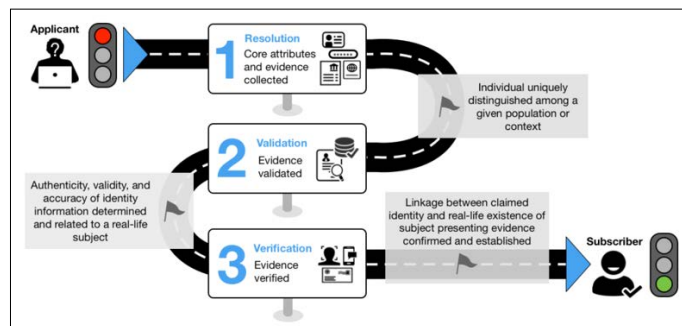 Applicant
1
Resolution
Core attributes
and evidence
collected
Individual uniquely
distinguished among a
given population or
context
2
Validation
Evidence
validated
Authenticity, validity, and
accuracy of identity
information determined
and related to a real-life
subject
Linkage between claimed
identity and real-life existence of
subject presenting evidence
confirmed and established
3
Verification
Evidence
verified
Subscriber